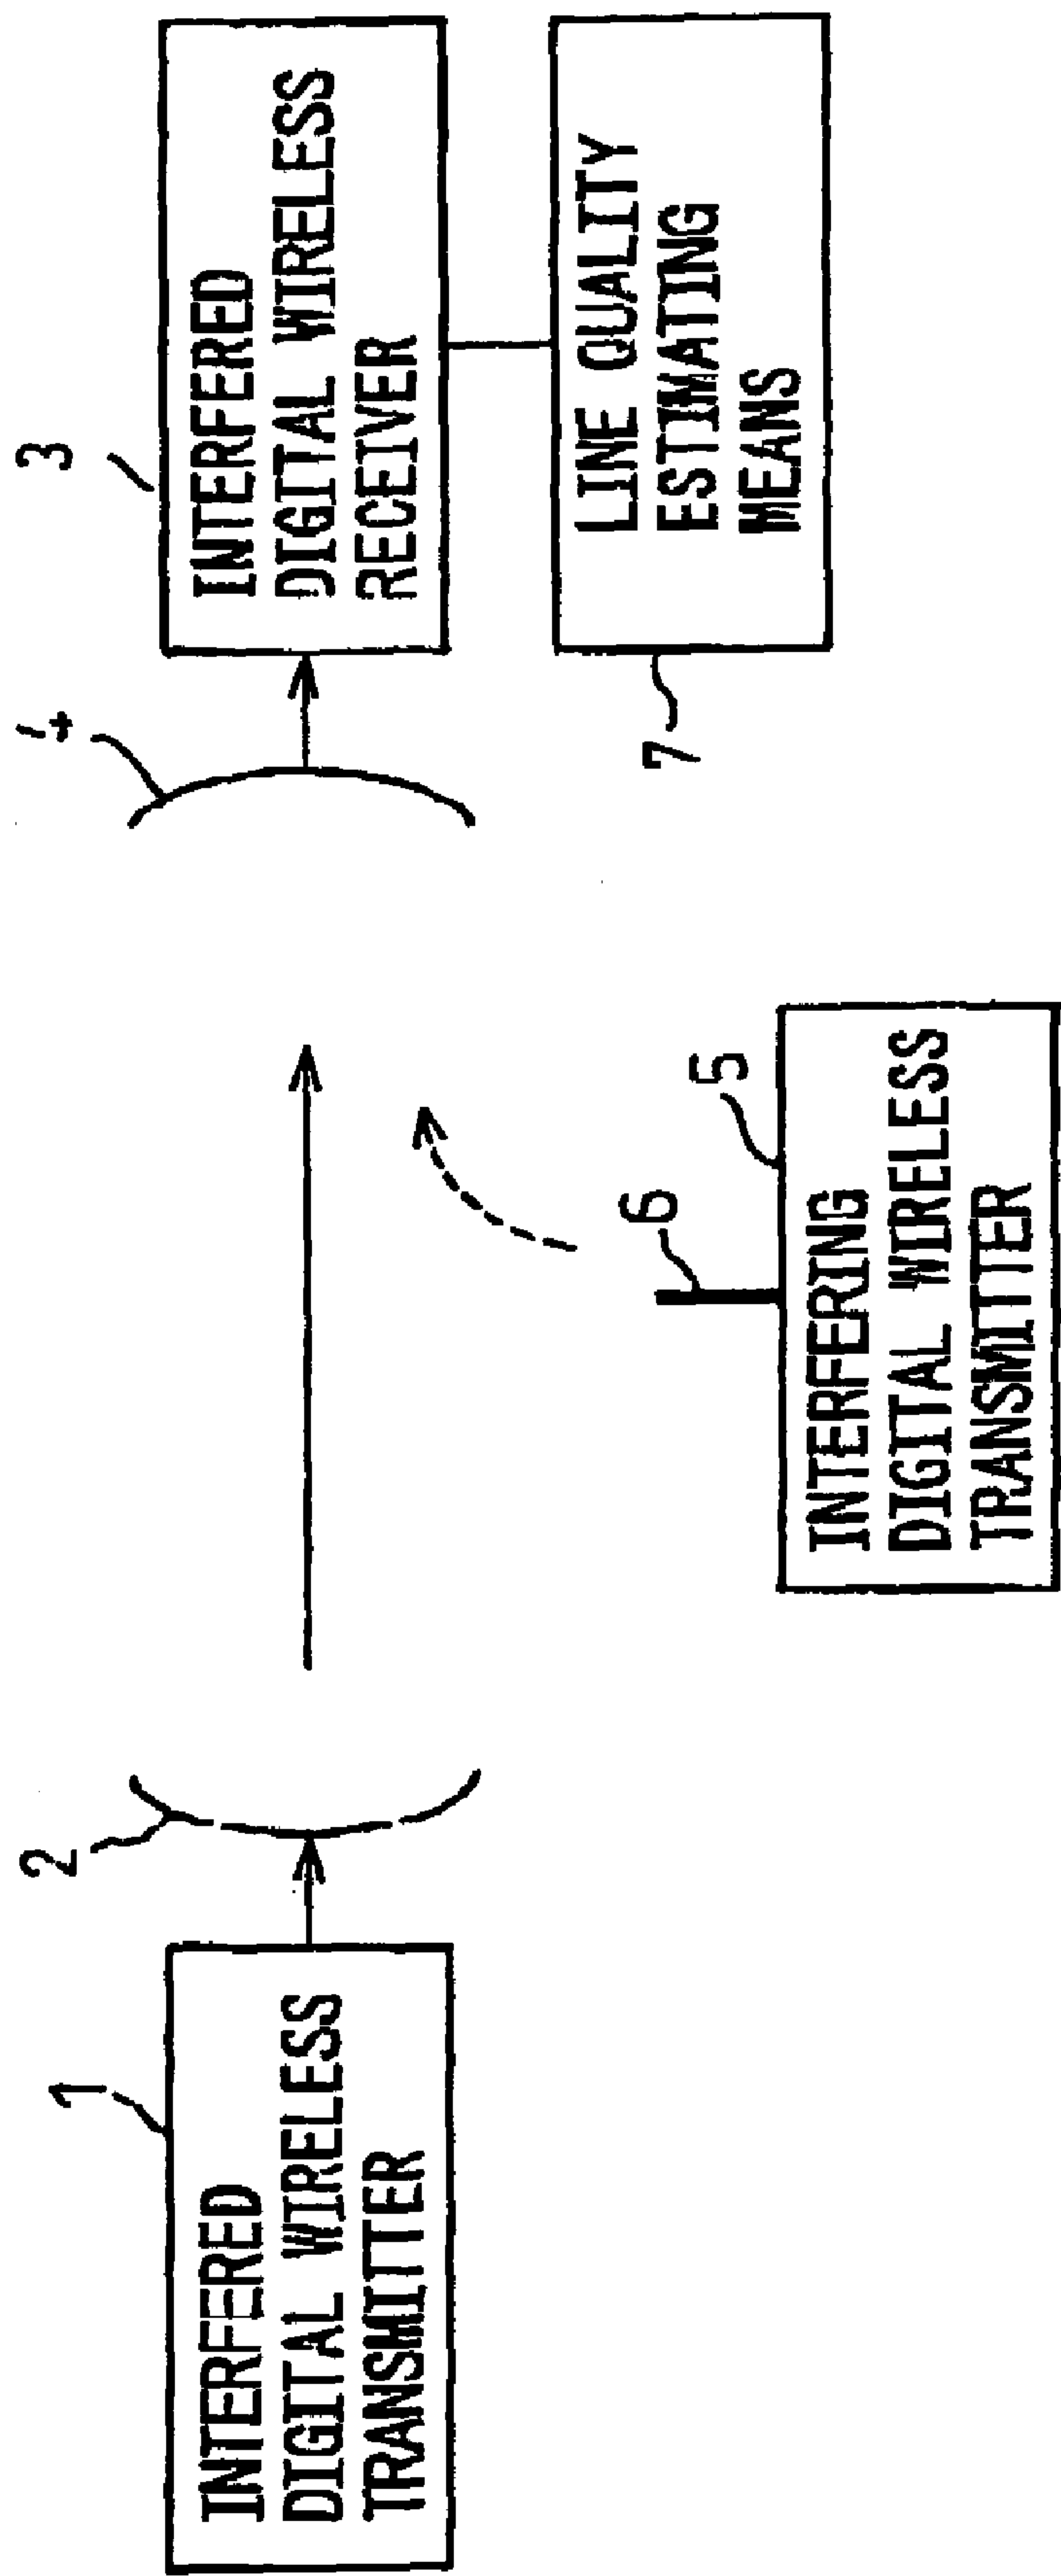 1
INTERFERED
DIGITAL WIRELESS
TRANSMITTER
2
4
3
INTERFERED
DIGITAL WIRELESS
RECEIVER
6
5
INTERFERING
DIGITAL WIRELESS
TRANSMITTER
7
LINE QUALITY
ESTIMATING
MEANS